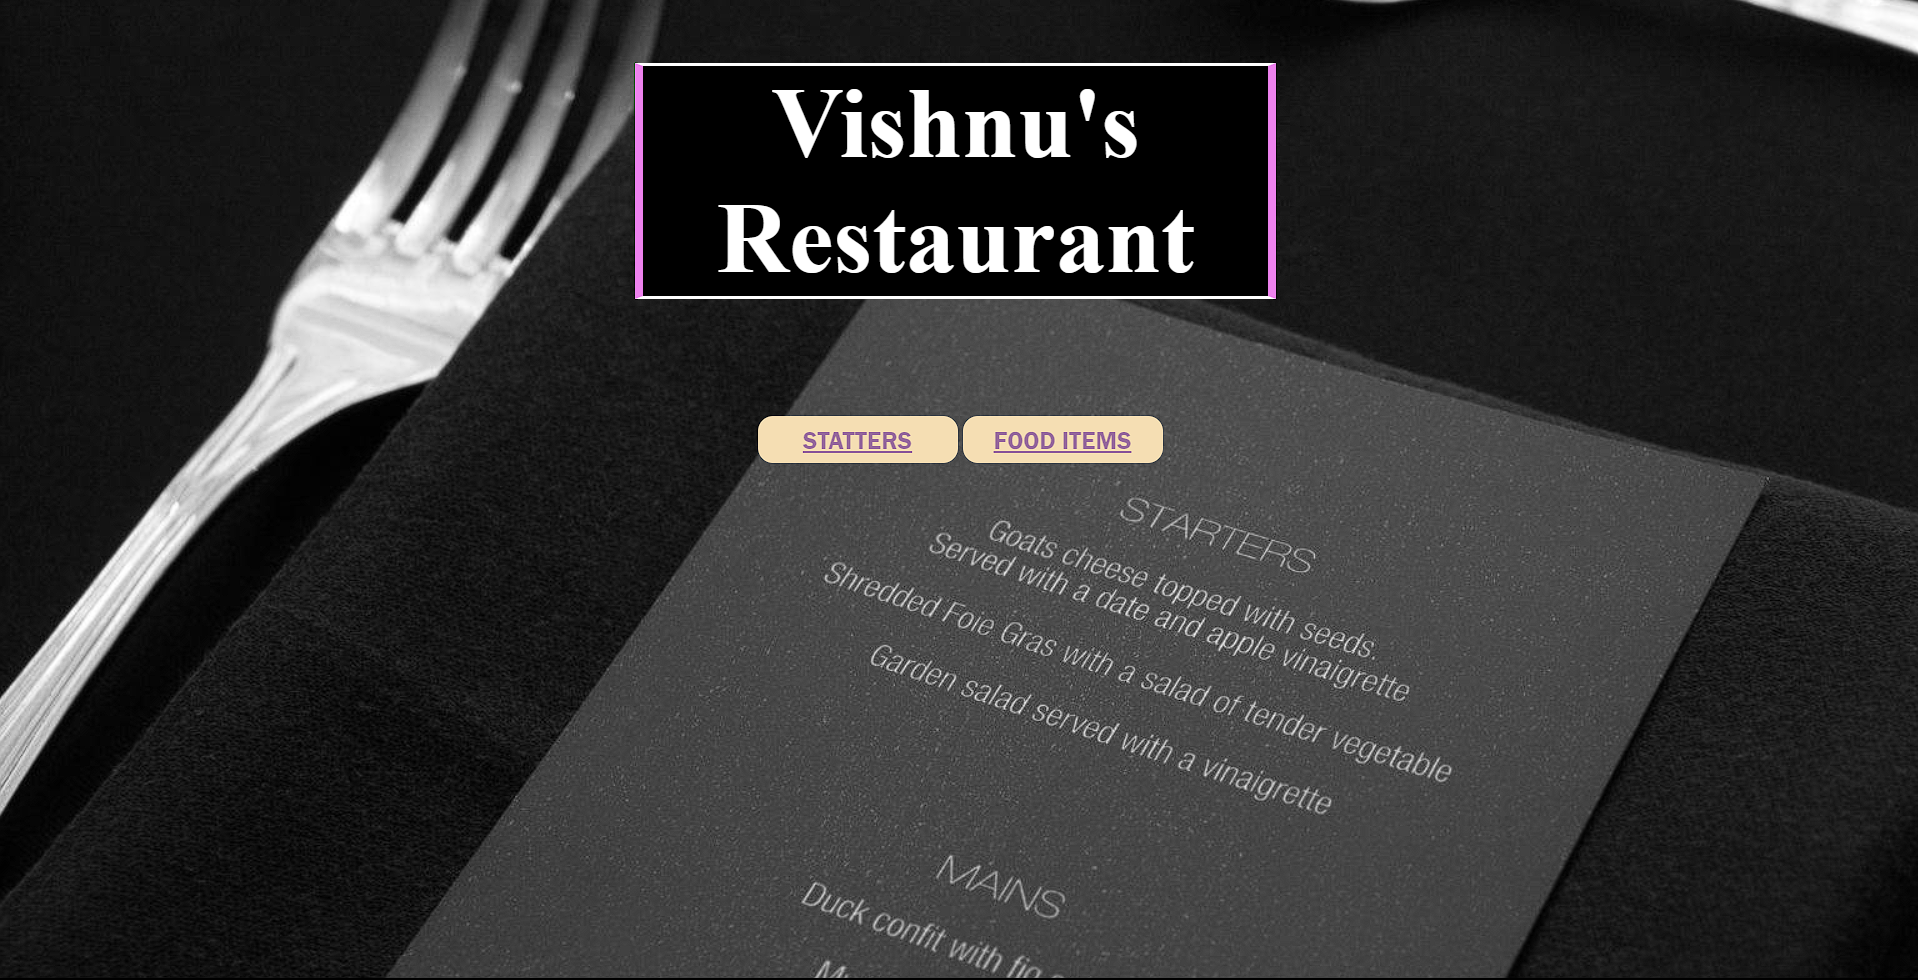 Vishnu's
Restaurant
STATTERS
FOOD ITEMS
STARTERS
Goats cheese topped with seeds.
Served with a date and apple vinaigrette
Shredded Foie Gras with a salad of tender vegetable
Garden salad served with a vinaigrette
MAINS
Duck confit with fig